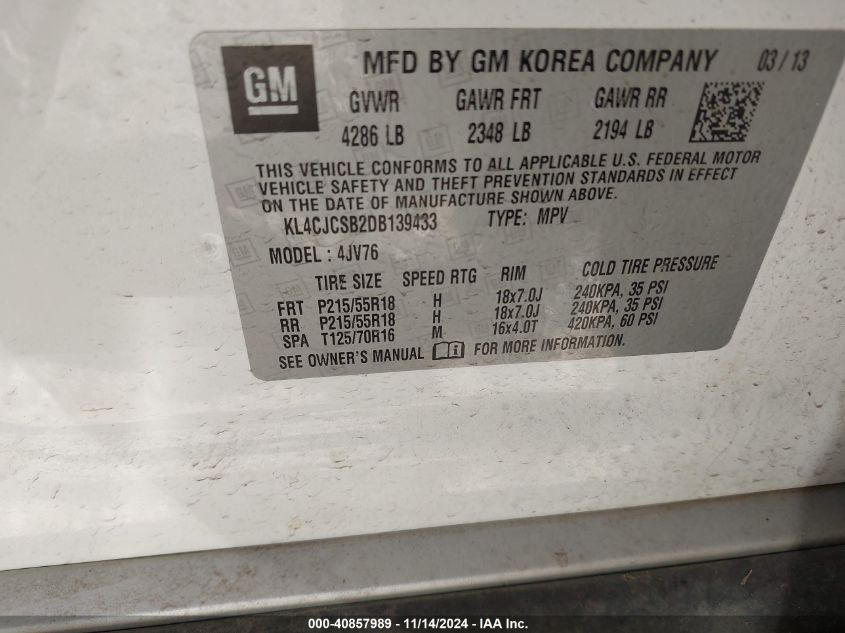 GM
MFD BY GM KOREA COMPANY 03/13
GVWR GAWR FRT GAWR RR
4286 LB 2348 LB 2194 LB
THIS VEHICLE CONFORMS TO ALL APPLICABLE U.S. FEDERAL MOTOR
VEHICLE SAFETY AND THEFT PREVENTION STANDARDS IN EFFECT
ON THE DATE OF MANUFACTURE SHOWN ABOVE.
KL4CJCSB2DB139433 TYPE: MPV
MODEL: 4JV76
TIRE SIZE SPEED RTG RIM COLD TIRE PRESSURE
FRT P215/55R18 H 18x7.0J 240KPA, 35 PSI
RR P215/55R18 H 18x7.0J 240KPA, 35 PSI
SPA T125/70R16 M 16x4.0T 420KPA, 60 PSI
SEE OWNER'S MANUAL FOR MORE INFORMATION.
000-40857989 - 11/14/2024 - IAA Inc.